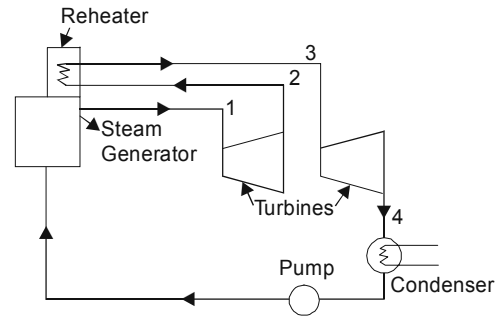 Reheater
3
2
1
Steam
Generator
Turbines
4
Pump
Condenser